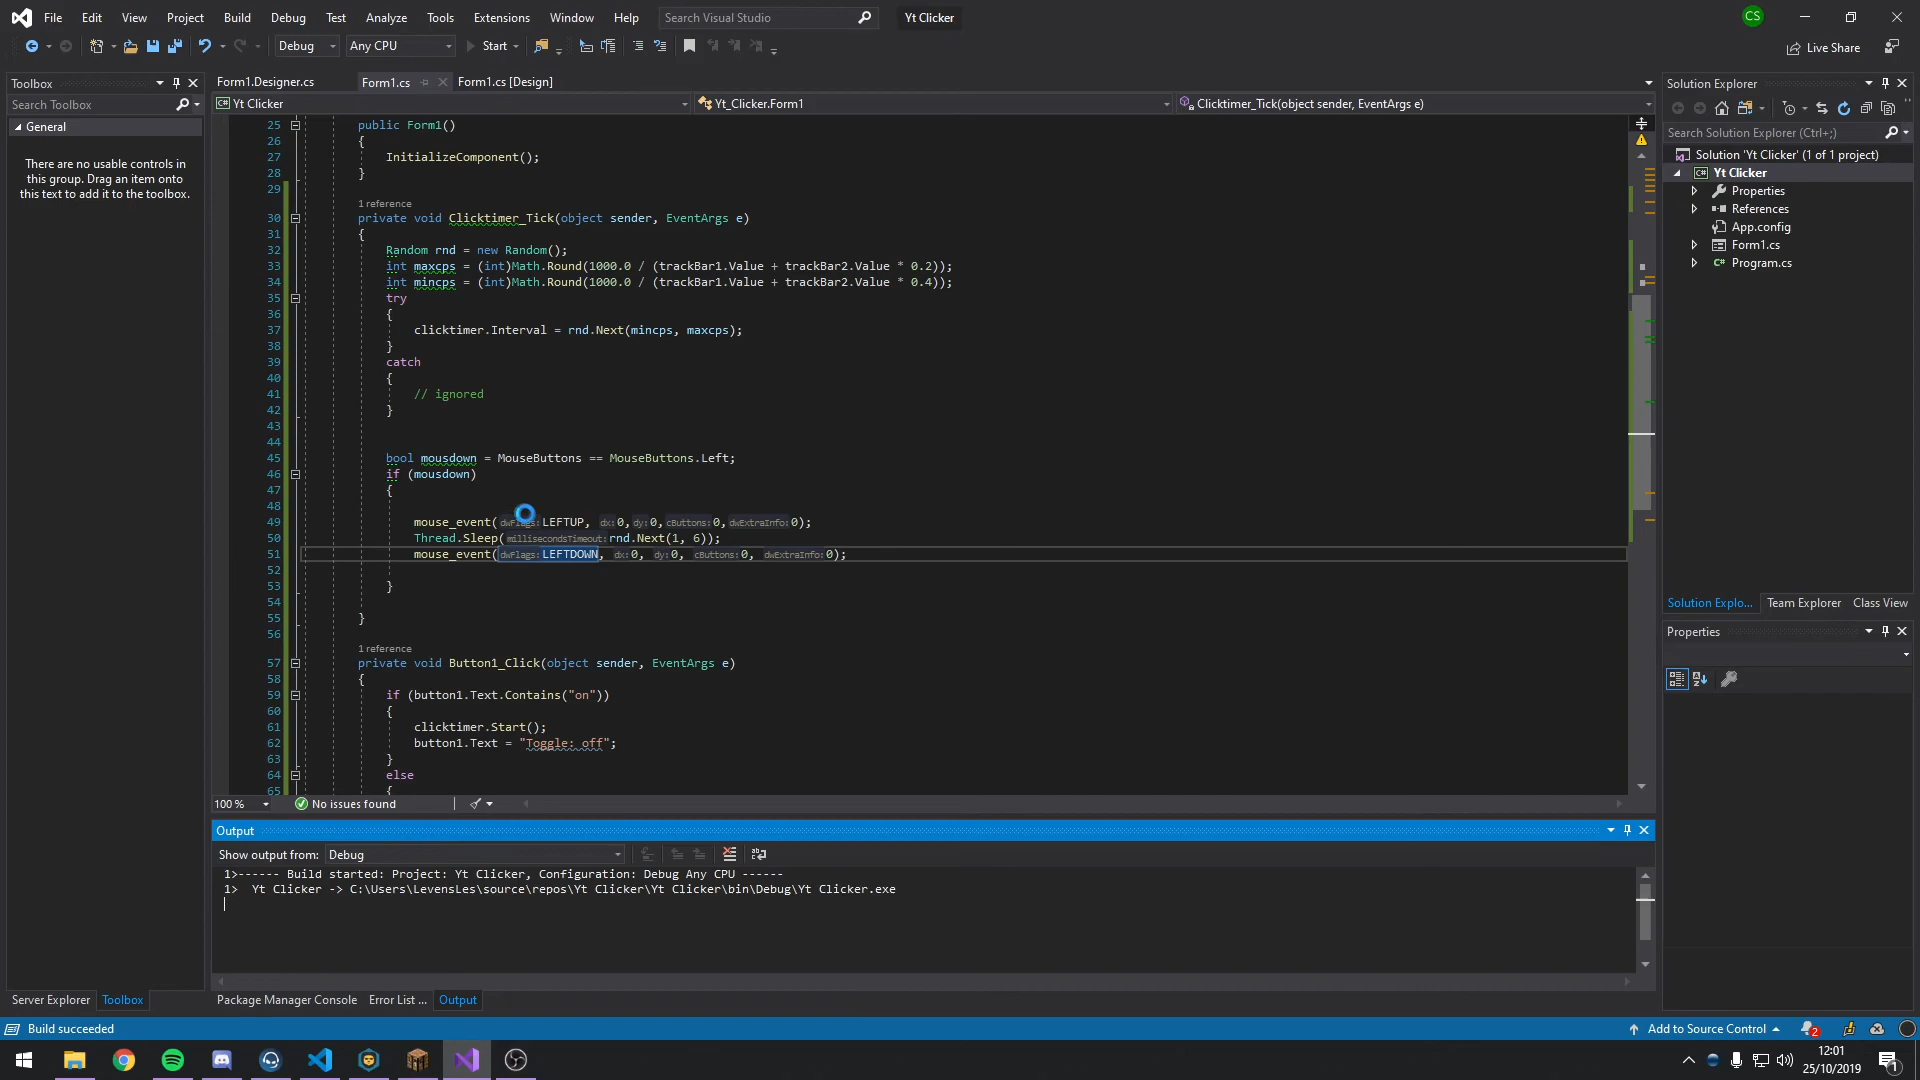 File Edit View Project Build Debug Test Analyze Tools Extensions Window Help Search Visual Studio Yt Clicker CS
Debug Any CPU Start Live Share
Toolbox
Search Toolbox
General
There are no usable controls in
this group. Drag an item onto
this text to add it to the toolbox.
Form1.Designer.cs Form1.cs Form1.cs [Design]
C# Yt Clicker Yt_Clicker.Form1 Clicktimer_Tick(object sender, EventArgs e)
25 public Form1()
26 {
27 InitializeComponent();
28 }
29
1 reference
30 private void Clicktimer_Tick(object sender, EventArgs e)
31 {
32 Random rnd = new Random();
33 int maxcps = (int)Math.Round(1000.0 / (trackBar1.Value + trackBar2.Value * 0.2));
34 int mincps = (int)Math.Round(1000.0 / (trackBar1.Value + trackBar2.Value * 0.4));
35 try
36 {
37 clicktimer.Interval = rnd.Next(mincps, maxcps);
38 }
39 catch
40 {
41 // ignored
42 }
43
44
45 bool mousdown = MouseButtons == MouseButtons.Left;
46 if (mousdown)
47 {
48
49 mouse_event(dwFlags: LEFTUP, dx: 0, dy: 0, cButtons: 0, dwExtraInfo: 0);
50 Thread.Sleep(millisecondsTimeout: rnd.Next(1, 6));
51 mouse_event(dwFlags: LEFTDOWN, dx: 0, dy: 0, cButtons: 0, dwExtraInfo: 0);
52
53 }
54
55 }
56
1 reference
57 private void Button1_Click(object sender, EventArgs e)
58 {
59 if (button1.Text.Contains("on"))
60 {
61 clicktimer.Start();
62 button1.Text = "Toggle: off";
63 }
64 else
65 {
100 % No issues found
Output
Show output from: Debug
1>------ Build started: Project: Yt Clicker, Configuration: Debug Any CPU ------
1> Yt Clicker -> C:\Users\LevensLes\source\repos\Yt Clicker\Yt Clicker\bin\Debug\Yt Clicker.exe
Server Explorer Toolbox
Package Manager Console Error List ... Output
Solution Explorer
Search Solution Explorer (Ctrl+;)
Solution 'Yt Clicker' (1 of 1 project)
C# Yt Clicker
Properties
References
App.config
Form1.cs
C# Program.cs
Solution Explo... Team Explorer Class View
Properties
Build succeeded
Add to Source Control 2
12:01
25/10/2019
1